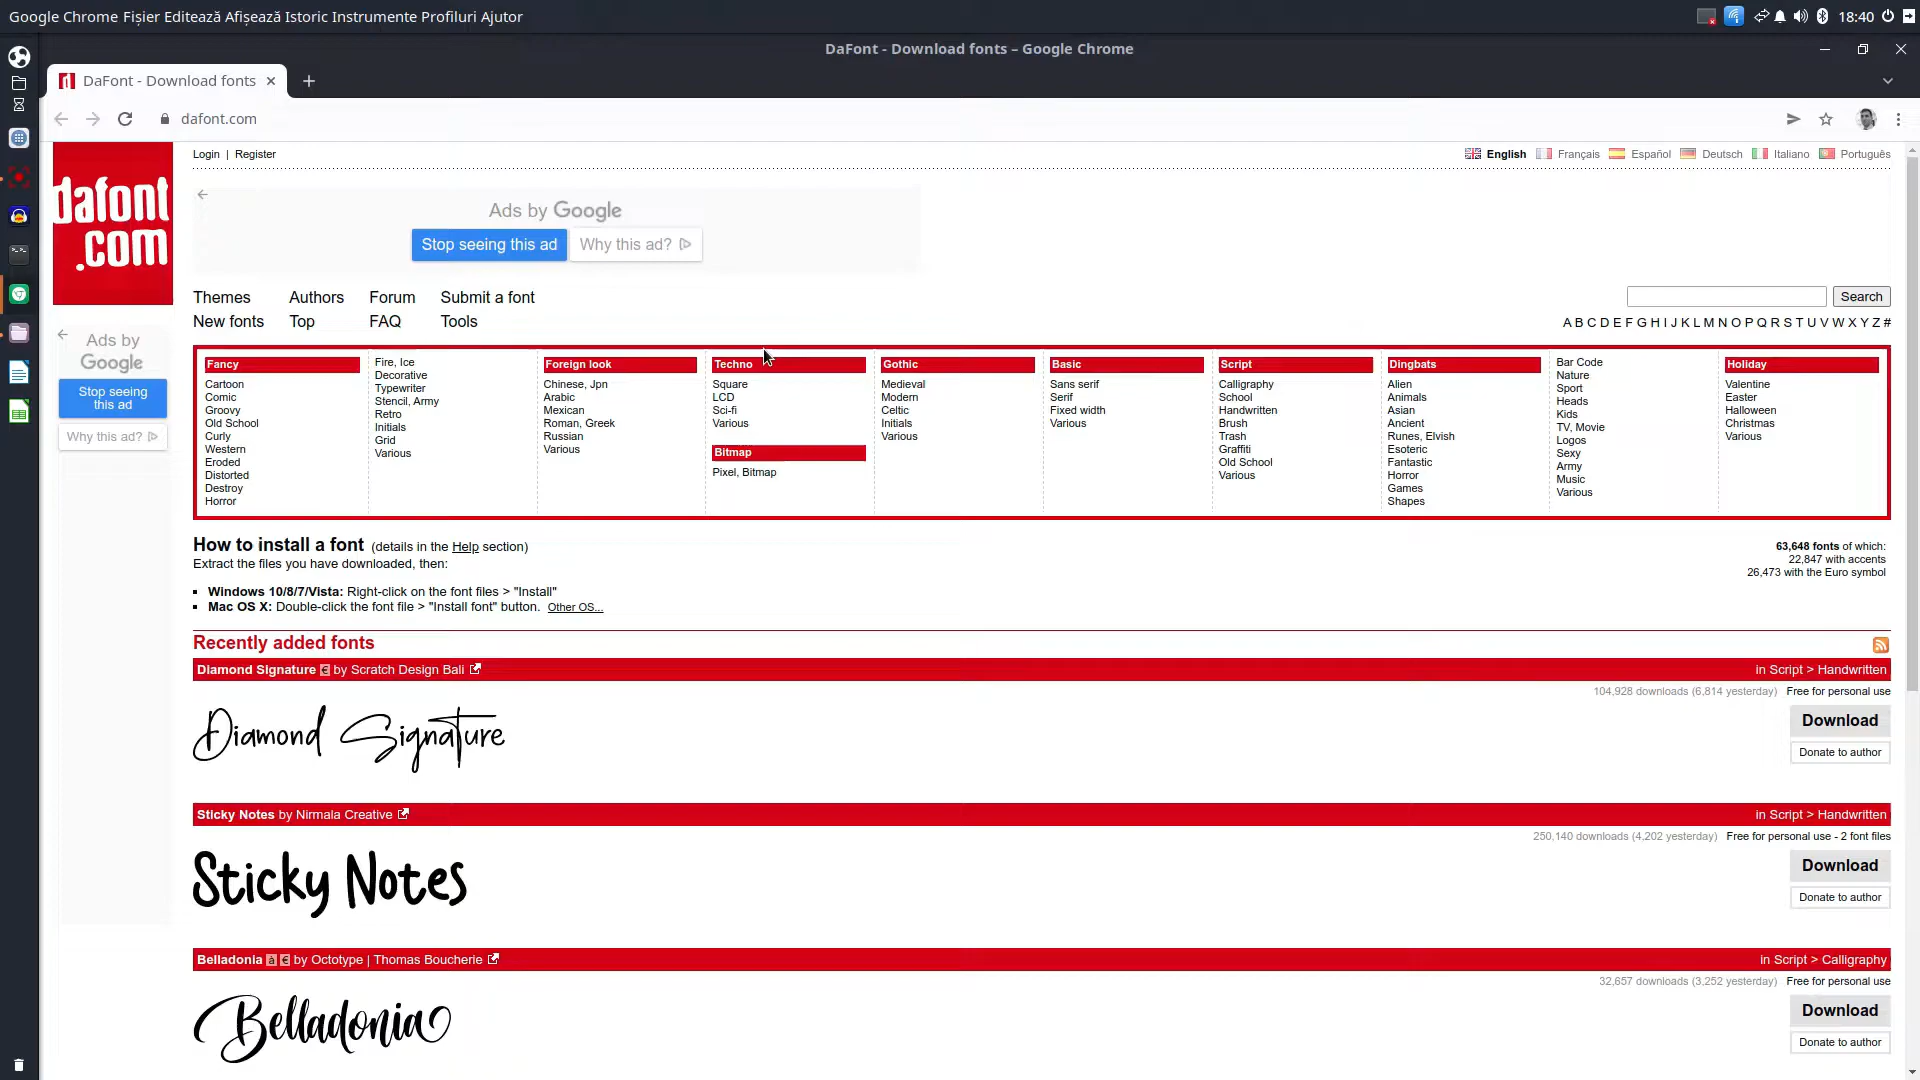 Google Chrome Fișier Editează Afișează Istoric Instrumente Profiluri Ajutor
18:40
DaFont - Download fonts – Google Chrome
DaFont - Download fonts
dafont.com
dafont
.com
Login | Register
English Français Español Deutsch Italiano Português
Ads by Google
Stop seeing this ad
Why this ad?
Themes Authors Forum Submit a font
New fonts Top FAQ Tools
Search
A B C D E F G H I J K L M N O P Q R S T U V W X Y Z #
Ads by
Google
Stop seeing
this ad
Why this ad?
Fancy
Cartoon
Comic
Groovy
Old School
Curly
Western
Eroded
Distorted
Destroy
Horror
Fire, Ice
Decorative
Typewriter
Stencil, Army
Retro
Initials
Grid
Various
Foreign look
Chinese, Jpn
Arabic
Mexican
Roman, Greek
Russian
Various
Techno
Square
LCD
Sci-fi
Various
Bitmap
Pixel, Bitmap
Gothic
Medieval
Modern
Celtic
Initials
Various
Basic
Sans serif
Serif
Fixed width
Various
Script
Calligraphy
School
Handwritten
Brush
Trash
Graffiti
Old School
Various
Dingbats
Alien
Animals
Asian
Ancient
Runes, Elvish
Esoteric
Fantastic
Horror
Games
Shapes
Bar Code
Nature
Sport
Heads
Kids
TV, Movie
Logos
Sexy
Army
Music
Various
Holiday
Valentine
Easter
Halloween
Christmas
Various
How to install a font (details in the Help section)
Extract the files you have downloaded, then:
Windows 10/8/7/Vista: Right-click on the font files > "Install"
Mac OS X: Double-click the font file > "Install font" button. Other OS...
63,648 fonts of which:
22,847 with accents
26,473 with the Euro symbol
Recently added fonts
Diamond SIgnature € by Scratch Design Bali
in Script > Handwritten
104,928 downloads (6,814 yesterday) Free for personal use
Diamond Signature
Download
Donate to author
Sticky Notes by Nirmala Creative
in Script > Handwritten
250,140 downloads (4,202 yesterday) Free for personal use - 2 font files
Sticky Notes
Download
Donate to author
Belladonia à € by Octotype | Thomas Boucherie
in Script > Calligraphy
32,657 downloads (3,252 yesterday) Free for personal use
Belladonia
Download
Donate to author